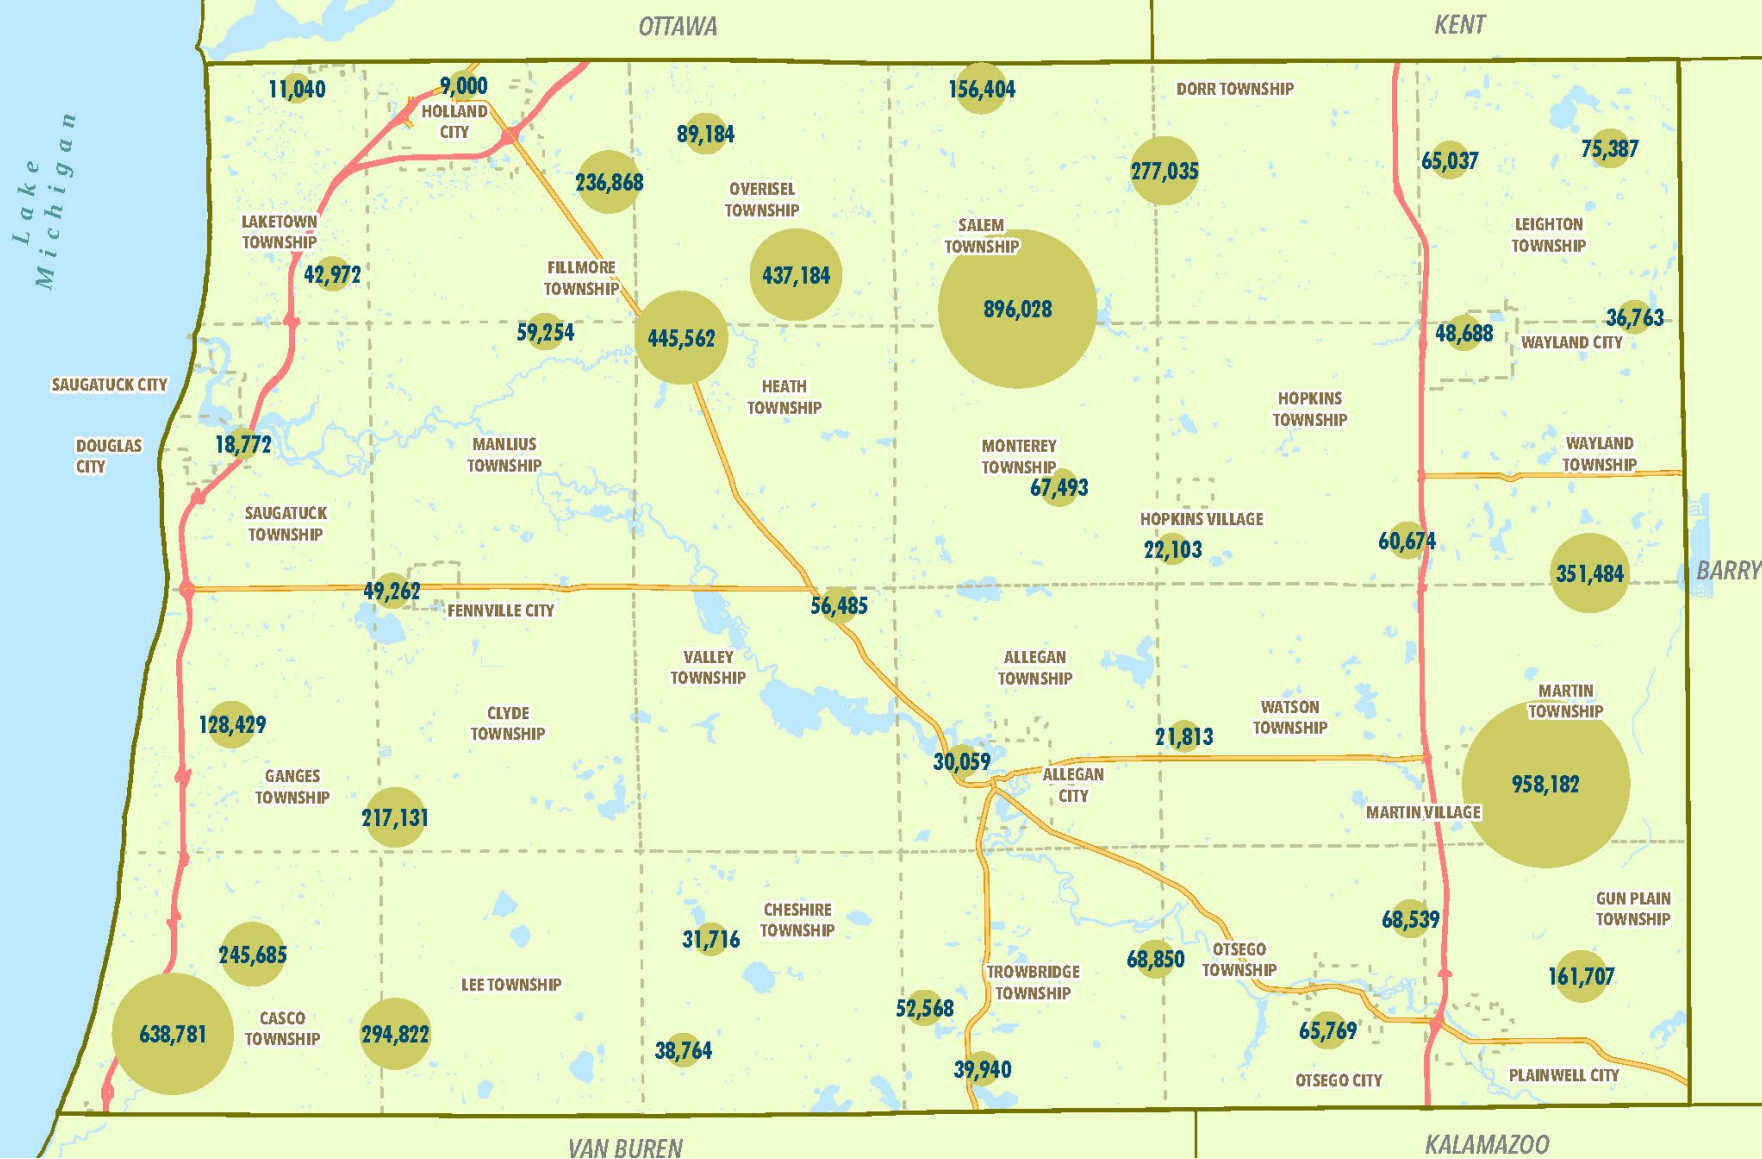 OTTAWA
KENT
11,040
9,000
HOLLAND
CITY
156,404
DORR TOWNSHIP
89,184
75,387
65,037
277,035
236,868
Lake
Michigan
OVERISEL
TOWNSHIP
LAKETOWN
TOWNSHIP
SALEM
TOWNSHIP
LEIGHTON
TOWNSHIP
42,972
FILLMORE
TOWNSHIP
437,184
896,028
59,254
445,562
48,688
36,763
WAYLAND CITY
SAUGATUCK CITY
HEATH
TOWNSHIP
HOPKINS
TOWNSHIP
DOUGLAS
CITY
18,772
MANLIUS
TOWNSHIP
MONTEREY
TOWNSHIP
67,493
WAYLAND
TOWNSHIP
SAUGATUCK
TOWNSHIP
HOPKINS VILLAGE
22,103
60,674
351,484
BARRY
49,262
FENNVILLE CITY
56,485
VALLEY
TOWNSHIP
ALLEGAN
TOWNSHIP
MARTIN
TOWNSHIP
128,429
CLYDE
TOWNSHIP
WATSON
TOWNSHIP
21,813
30,059
GANGES
TOWNSHIP
ALLEGAN
CITY
958,182
217,131
MARTIN VILLAGE
CHESHIRE
TOWNSHIP
31,716
68,539
GUN PLAIN
TOWNSHIP
245,685
LEE TOWNSHIP
TROWBRIDGE
TOWNSHIP
68,850
OTSEGO
TOWNSHIP
161,707
52,568
638,781
CASCO
TOWNSHIP
294,822
38,764
65,769
39,940
OTSEGO CITY
PLAINWELL CITY
VAN BUREN
KALAMAZOO